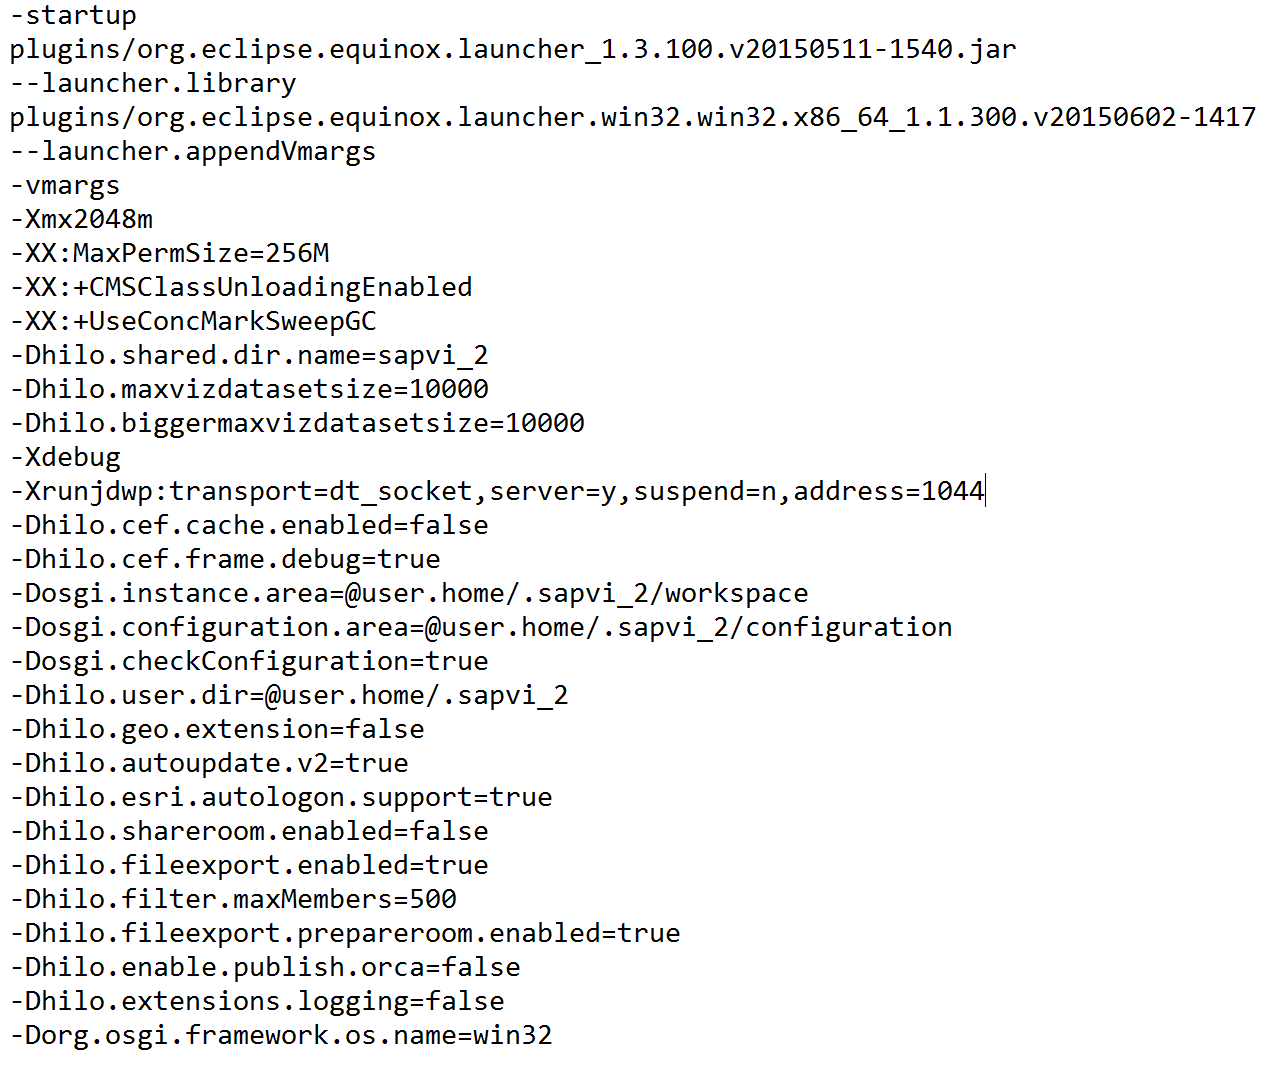 -startup
plugins/org.eclipse.equinox.launcher_1.3.100.v20150511-1540.jar
--launcher.library
plugins/org.eclipse.equinox.launcher.win32.win32.x86_64_1.1.300.v20150602-1417
--launcher.appendVmargs
-vmargs
-Xmx2048m
-XX:MaxPermSize=256M
-XX:+CMSClassUnloadingEnabled
-XX:+UseConcMarkSweepGC
-Dhilo.shared.dir.name=sapvi_2
-Dhilo.maxvizdatasetsize=10000
-Dhilo.biggermaxvizdatasetsize=10000
-Xdebug
-Xrunjdwp:transport=dt_socket,server=y,suspend=n,address=1044
-Dhilo.cef.cache.enabled=false
-Dhilo.cef.frame.debug=true
-Dosgi.instance.area=@user.home/.sapvi_2/workspace
-Dosgi.configuration.area=@user.home/.sapvi_2/configuration
-Dosgi.checkConfiguration=true
-Dhilo.user.dir=@user.home/.sapvi_2
-Dhilo.geo.extension=false
-Dhilo.autoupdate.v2=true
-Dhilo.esri.autologon.support=true
-Dhilo.shareroom.enabled=false
-Dhilo.fileexport.enabled=true
-Dhilo.filter.maxMembers=500
-Dhilo.fileexport.prepareroom.enabled=true
-Dhilo.enable.publish.orca=false
-Dhilo.extensions.logging=false
-Dorg.osgi.framework.os.name=win32